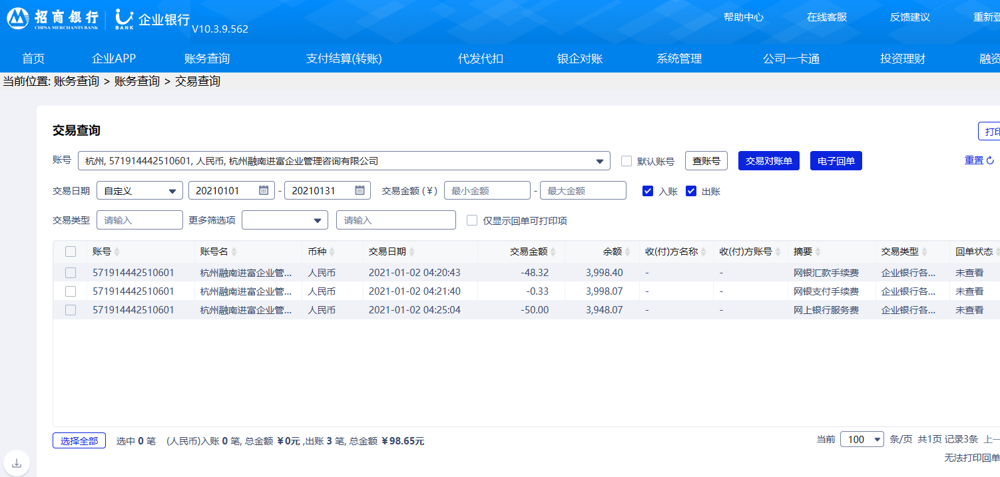 招商银行 CHINA MERCHANTS BANK U BANK 企业银行 V10.3.9.562 帮助中心 在线客服 反馈建议 重新登
首页 企业APP 账务查询 支付结算(转账) 代发代扣 银企对账 系统管理 公司一卡通 投资理财 融资
当前位置: 账务查询 > 账务查询 > 交易查询
交易查询 打印
账号 杭州, 571914442510601, 人民币, 杭州融南进富企业管理咨询有限公司 默认账号 查账号 交易对账单 电子回单 重置
交易日期 自定义 20210101 - 20210131 交易金额(¥) 最小金额 - 最大金额 入账 出账
交易类型 请输入 更多筛选项 请输入 仅显示回单可打印项
账号 账号名 币种 交易日期 交易金额 余额 收(付)方名称 收(付)方账号 摘要 交易类型 回单状态
571914442510601 杭州融南进富企业管... 人民币 2021-01-02 04:20:43 -48.32 3,998.40 - - 网银汇款手续费 企业银行各... 未查看
571914442510601 杭州融南进富企业管... 人民币 2021-01-02 04:21:40 -0.33 3,998.07 - - 网银支付手续费 企业银行各... 未查看
571914442510601 杭州融南进富企业管... 人民币 2021-01-02 04:25:04 -50.00 3,948.07 - - 网上银行服务费 企业银行各... 未查看
选择全部 选中 0 笔 (人民币)入账 0 笔, 总金额 ¥0元 ,出账 3 笔, 总金额 ¥98.65元 当前 100 条/页 共1页 记录3条 上一
无法打印回单